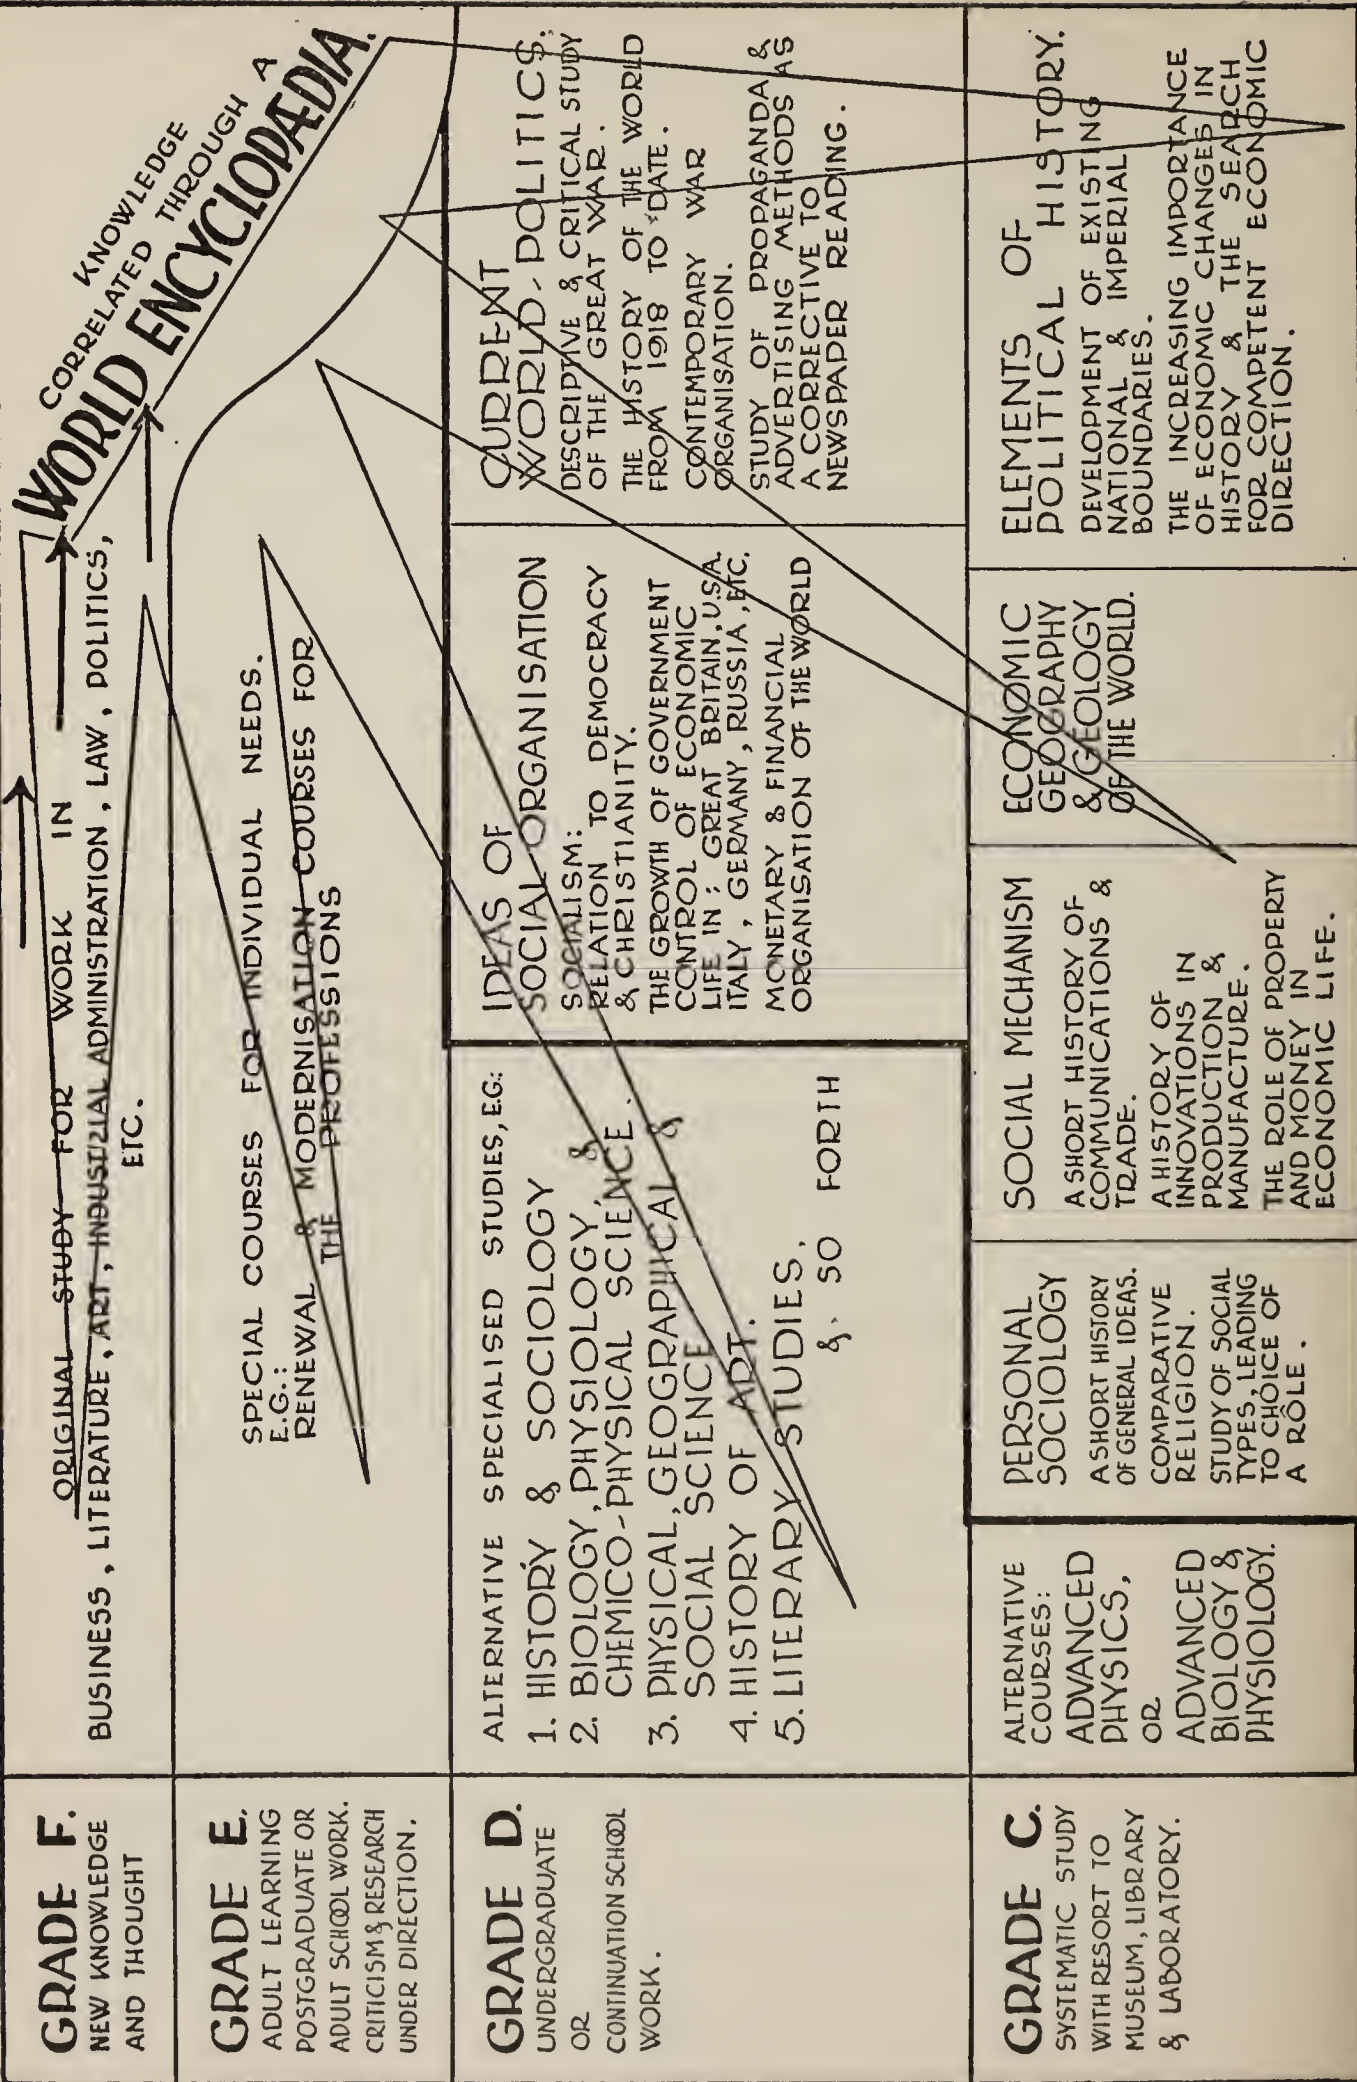 GRADE F.
NEW KNOWLEDGE
AND THOUGHT
ORIGINAL STUDY FOR WORK IN
BUSINESS, LITERATURE, ART, INDUSTRIAL ADMINISTRATION, LAW, POLITICS,
ETC.
KNOWLEDGE
CORRELATED THROUGH A
WORLD ENCYCLOPÆDIA.
GRADE E.
ADULT LEARNING
POSTGRADUATE OR
ADULT SCHOOL WORK.
CRITICISM & RESEARCH
UNDER DIRECTION.
SPECIAL COURSES FOR INDIVIDUAL NEEDS.
E.G.:
RENEWAL & MODERNISATION COURSES FOR
THE PROFESSIONS
GRADE D.
UNDERGRADUATE
OR
CONTINUATION SCHOOL
WORK.
ALTERNATIVE SPECIALISED STUDIES, E.G:
1. HISTORY & SOCIOLOGY
2. BIOLOGY, PHYSIOLOGY, &
CHEMICO-PHYSICAL SCIENCE.
3. PHYSICAL, GEOGRAPHICAL &
SOCIAL SCIENCE
4. HISTORY OF ART.
5. LITERARY STUDIES.
& SO FORTH
IDEAS OF
SOCIAL ORGANISATION
SOCIALISM:
RELATION TO DEMOCRACY
& CHRISTIANITY.
THE GROWTH OF GOVERNMENT
CONTROL OF ECONOMIC
LIFE IN: GREAT BRITAIN, U.S.A.
ITALY, GERMANY, RUSSIA, ETC.
MONETARY & FINANCIAL
ORGANISATION OF THE WORLD
CURRENT
WORLD-POLITICS:
DESCRIPTIVE & CRITICAL STUDY
OF THE GREAT WAR.
THE HISTORY OF THE WORLD
FROM 1918 TO DATE.
CONTEMPORARY WAR
ORGANISATION.
STUDY OF PROPAGANDA &
ADVERTISING METHODS AS
A CORRECTIVE TO
NEWSPAPER READING.
GRADE C.
SYSTEMATIC STUDY
WITH RESORT TO
MUSEUM, LIBRARY
& LABORATORY.
ALTERNATIVE
COURSES:
ADVANCED
PHYSICS,
OR
ADVANCED
BIOLOGY &
PHYSIOLOGY.
PERSONAL
SOCIOLOGY
A SHORT HISTORY
OF GENERAL IDEAS.
COMPARATIVE
RELIGION.
STUDY OF SOCIAL
TYPES, LEADING
TO CHOICE OF
A RÔLE.
SOCIAL MECHANISM
A SHORT HISTORY OF
COMMUNICATIONS &
TRADE.
A HISTORY OF
INNOVATIONS IN
PRODUCTION &
MANUFACTURE.
THE ROLE OF PROPERTY
AND MONEY IN
ECONOMIC LIFE.
ECONOMIC
GEOGRAPHY
& GEOLOGY
OF THE WORLD.
ELEMENTS OF
POLITICAL HISTORY.
DEVELOPMENT OF EXISTING
NATIONAL & IMPERIAL
BOUNDARIES.
THE INCREASING IMPORTANCE
OF ECONOMIC CHANGES IN
HISTORY & THE SEARCH
FOR COMPETENT ECONOMIC
DIRECTION.